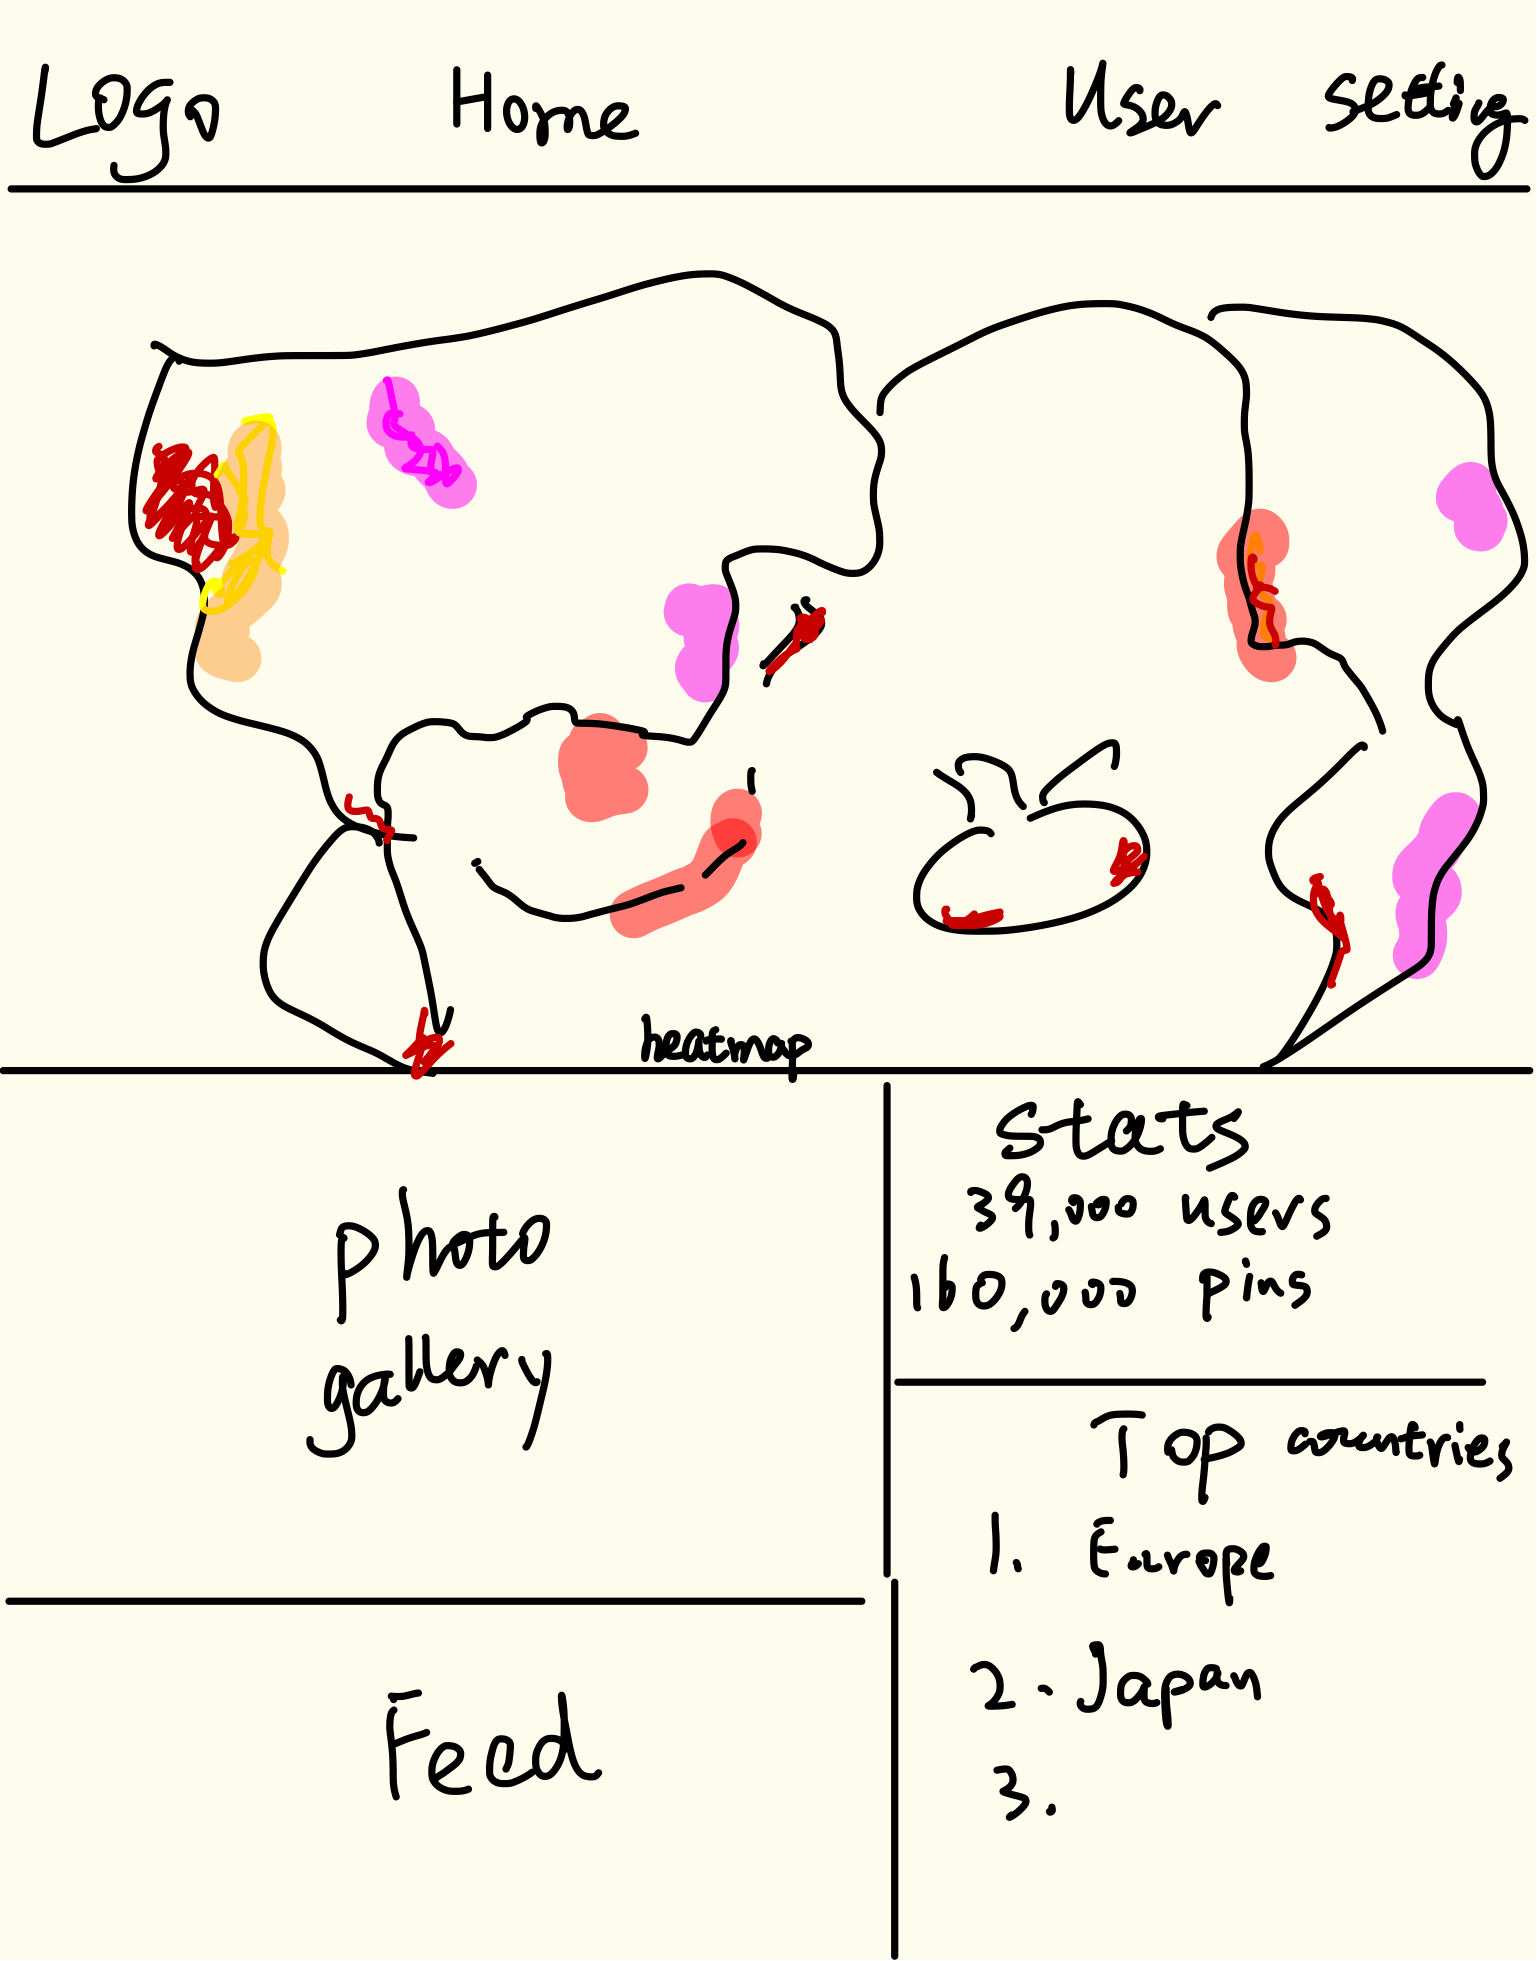 Logo Home User setting
heatmap
photo
gallery
Feed
Stats
39,000 users
160,000 pins
Top countries
1. Europe
2. Japan
3.